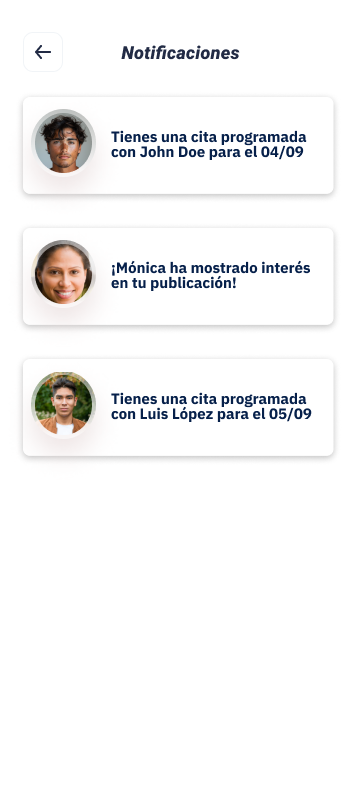 Notificaciones
Tienes una cita programada
con John Doe para el 04/09
¡Mónica ha mostrado interés
en tu publicación!
Tienes una cita programada
con Luis López para el 05/09